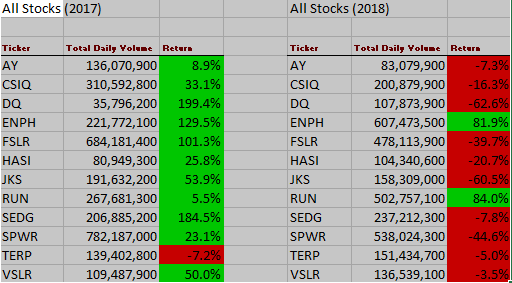 All Stocks (2017) All Stocks (2018)
Ticker Total Daily Volume Return Ticker Total Daily Volume Return
AY 136,070,900 8.9% AY 83,079,900 -7.3%
CSIQ 310,592,800 33.1% CSIQ 200,879,900 -16.3%
DQ 35,796,200 199.4% DQ 107,873,900 -62.6%
ENPH 221,772,100 129.5% ENPH 607,473,500 81.9%
FSLR 684,181,400 101.3% FSLR 478,113,900 -39.7%
HASI 80,949,300 25.8% HASI 104,340,600 -20.7%
JKS 191,632,200 53.9% JKS 158,309,000 -60.5%
RUN 267,681,300 5.5% RUN 502,757,100 84.0%
SEDG 206,885,200 184.5% SEDG 237,212,300 -7.8%
SPWR 782,187,000 23.1% SPWR 538,024,300 -44.6%
TERP 139,402,800 -7.2% TERP 151,434,700 -5.0%
VSLR 109,487,900 50.0% VSLR 136,539,100 -3.5%